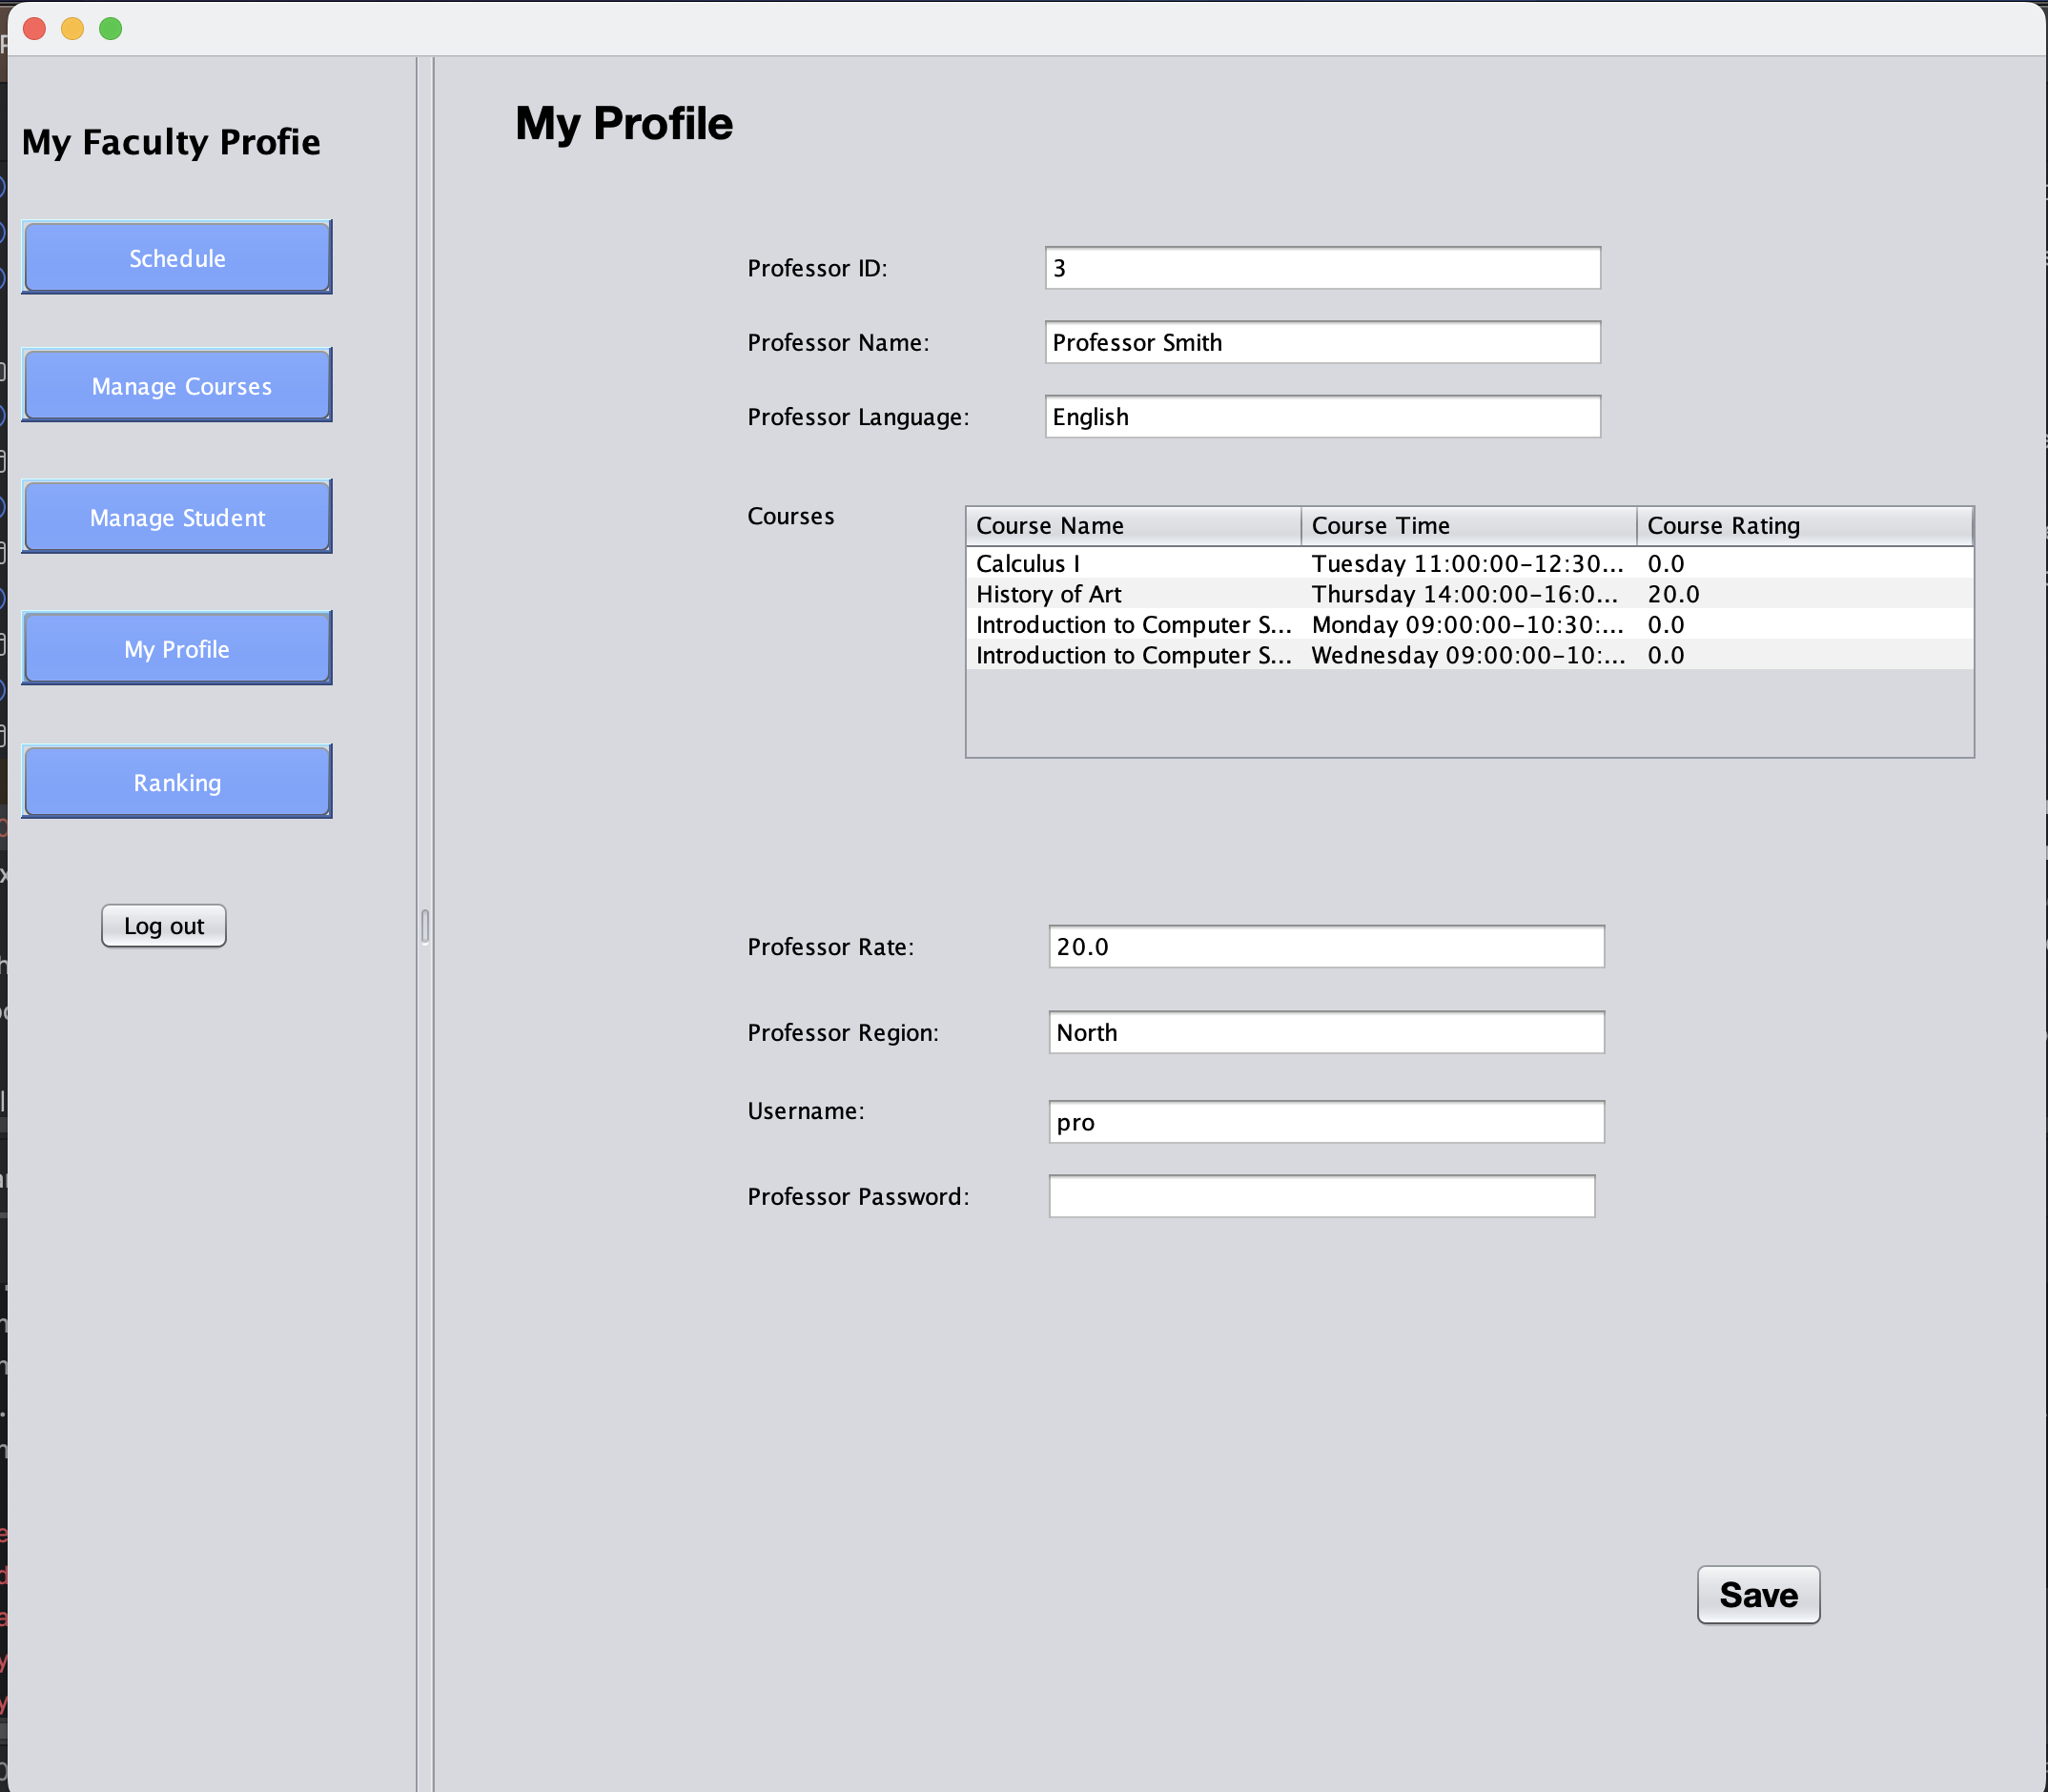 My Faculty Profie
Schedule
Manage Courses
Manage Student
My Profile
Ranking
Log out
My Profile
Professor ID: 3
Professor Name: Professor Smith
Professor Language: English
Courses
Course Name Course Time Course Rating
Calculus I Tuesday 11:00:00-12:30... 0.0
History of Art Thursday 14:00:00-16:0... 20.0
Introduction to Computer S... Monday 09:00:00-10:30:... 0.0
Introduction to Computer S... Wednesday 09:00:00-10:... 0.0
Professor Rate: 20.0
Professor Region: North
Username: pro
Professor Password:
Save